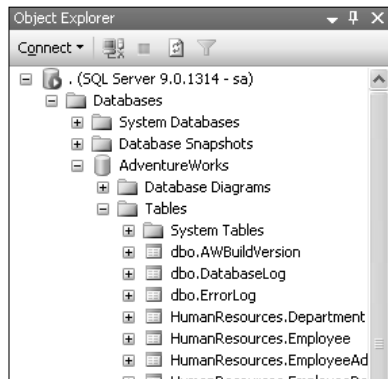 Object Explorer
Connect
. (SQL Server 9.0.1314 - sa)
Databases
System Databases
Database Snapshots
AdventureWorks
Database Diagrams
Tables
System Tables
dbo.AWBuildVersion
dbo.DatabaseLog
dbo.ErrorLog
HumanResources.Department
HumanResources.Employee
HumanResources.EmployeeAd